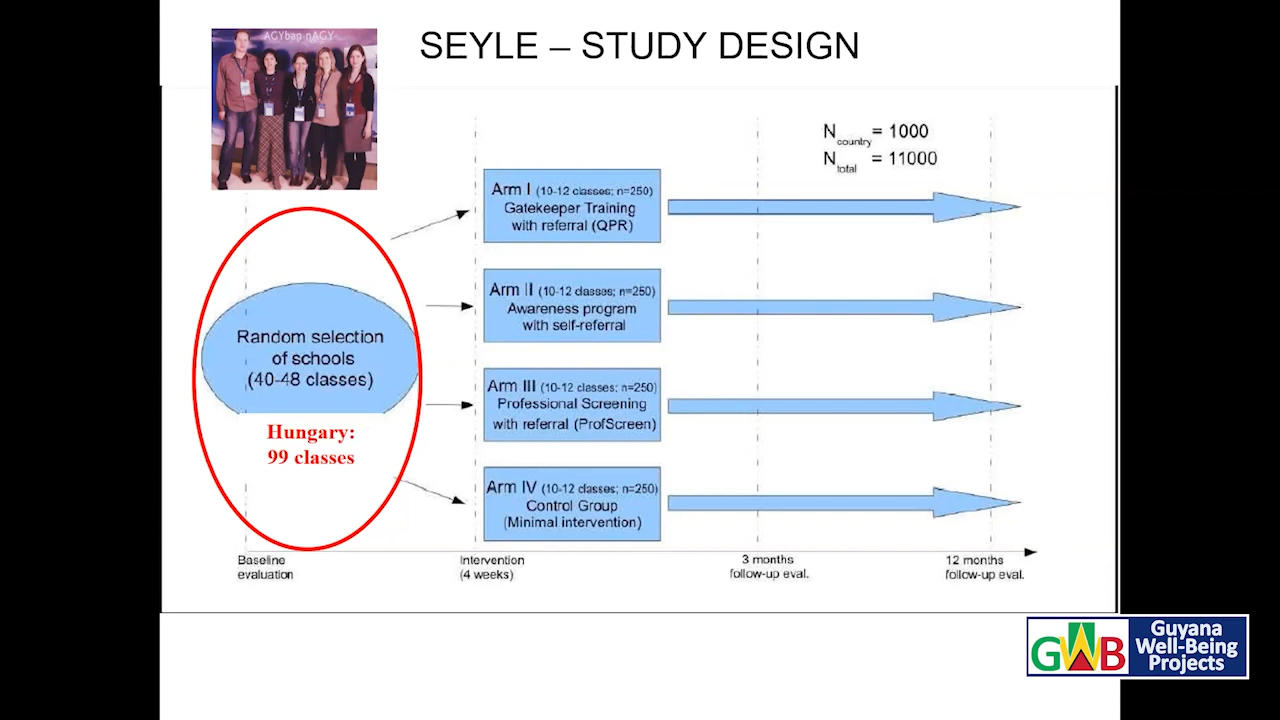 AGYbap nAGY
SEYLE – STUDY DESIGN
N country = 1000
N total = 11000
Arm I (10-12 classes; n=250)
Gatekeeper Training
with referral (QPR)
Arm II (10-12 classes; n=250)
Awareness program
with self-referral
Random selection
of schools
(40-48 classes)
Hungary:
99 classes
Arm III (10-12 classes; n=250)
Professional Screening
with referral (ProfScreen)
Arm IV (10-12 classes; n=250)
Control Group
(Minimal intervention)
Baseline
evaluation
Intervention
(4 weeks)
3 months
follow-up eval.
12 months
follow-up eval.
GWB
Guyana
Well-Being
Projects